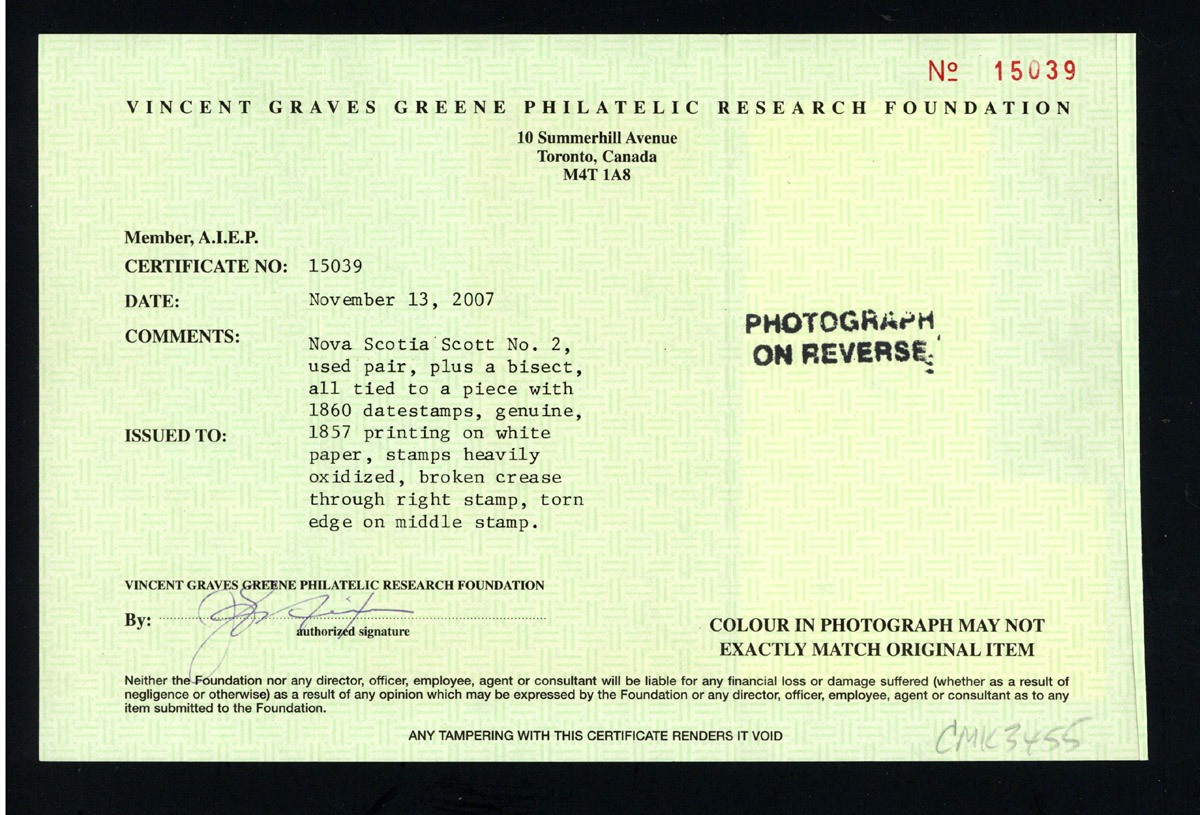 Nº 15039
VINCENT GRAVES GREENE PHILATELIC RESEARCH FOUNDATION
10 Summerhill Avenue
Toronto, Canada
M4T 1A8
Member, A.I.E.P.
CERTIFICATE NO: 15039
DATE: November 13, 2007
COMMENTS: Nova Scotia Scott No. 2,
used pair, plus a bisect,
all tied to a piece with
1860 datestamps, genuine,
ISSUED TO: 1857 printing on white
paper, stamps heavily
oxidized, broken crease
through right stamp, torn
edge on middle stamp.
PHOTOGRAPH
ON REVERSE
VINCENT GRAVES GREENE PHILATELIC RESEARCH FOUNDATION
By:
authorized signature
COLOUR IN PHOTOGRAPH MAY NOT
EXACTLY MATCH ORIGINAL ITEM
Neither the Foundation nor any director, officer, employee, agent or consultant will be liable for any financial loss or damage suffered (whether as a result of
negligence or otherwise) as a result of any opinion which may be expressed by the Foundation or any director, officer, employee, agent or consultant as to any
item submitted to the Foundation.
ANY TAMPERING WITH THIS CERTIFICATE RENDERS IT VOID
CMK3455